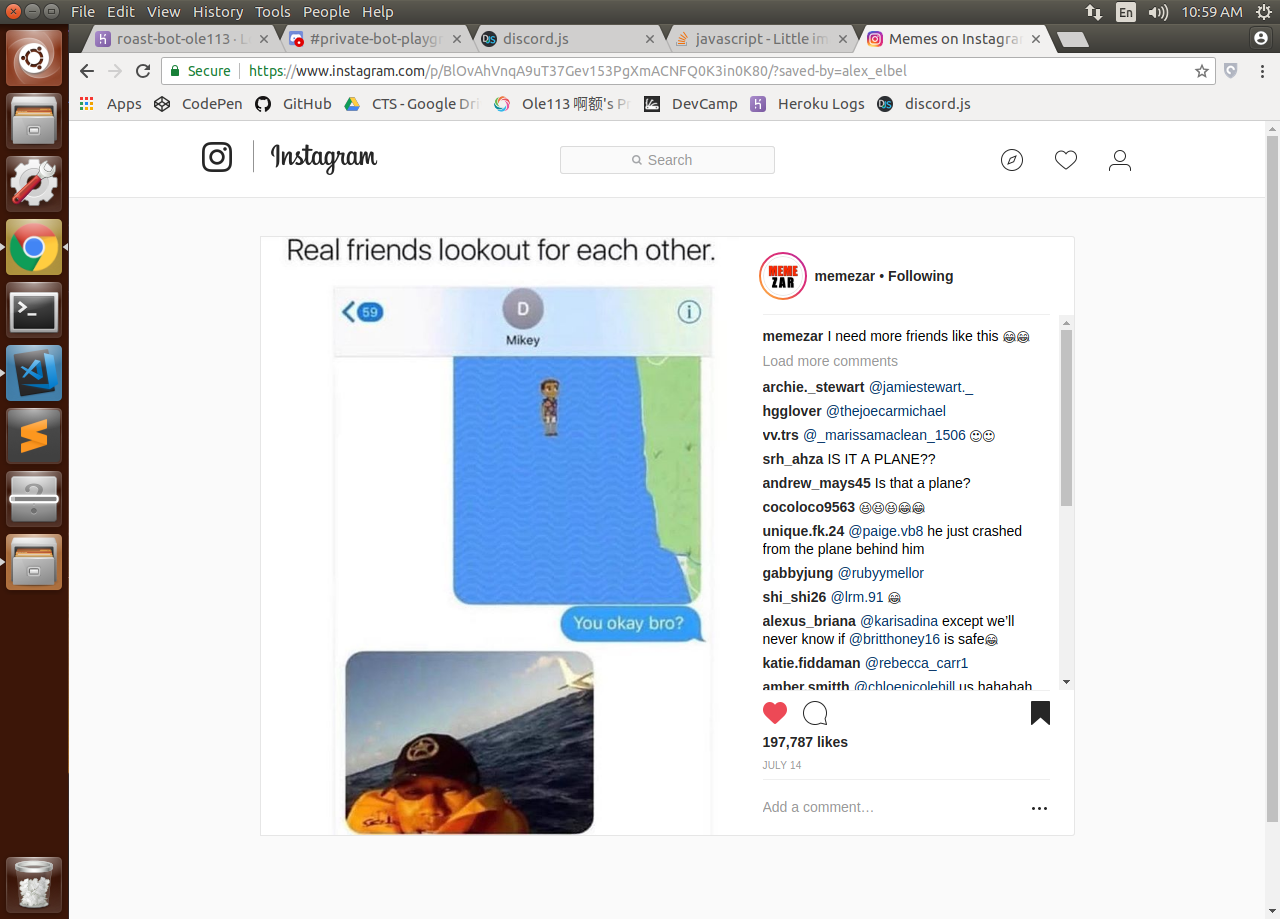 File Edit View History Tools People Help
En 10:59 AM
roast-bot-ole113 · L
#private-bot-playgr
discord.js
javascript - Little im
Memes on Instagram
Secure https://www.instagram.com/p/BlOvAhVnqA9uT37Gev153PgXmACNFQ0K3in0K80/?saved-by=alex_elbel
Apps CodePen GitHub CTS - Google Dri Ole113 啊额's Pr DevCamp Heroku Logs discord.js
Instagram
Search
Real friends lookout for each other.
59
D
Mikey
You okay bro?
MEME
ZAR
memezar • Following
memezar I need more friends like this 😂😂
Load more comments
archie._stewart @jamiestewart._
hgglover @thejoecarmichael
vv.trs @_marissamaclean_1506 🙂🙂
srh_ahza IS IT A PLANE??
andrew_mays45 Is that a plane?
cocoloco9563 😆😆😆😂😂
unique.fk.24 @paige.vb8 he just crashed
from the plane behind him
gabbyjung @rubyymellor
shi_shi26 @lrm.91 😂
alexus_briana @karisadina except we’ll
never know if @britthoney16 is safe😂
katie.fiddaman @rebecca_carr1
amber.smitth @chloenicolehill us hahahah
197,787 likes
JULY 14
Add a comment…